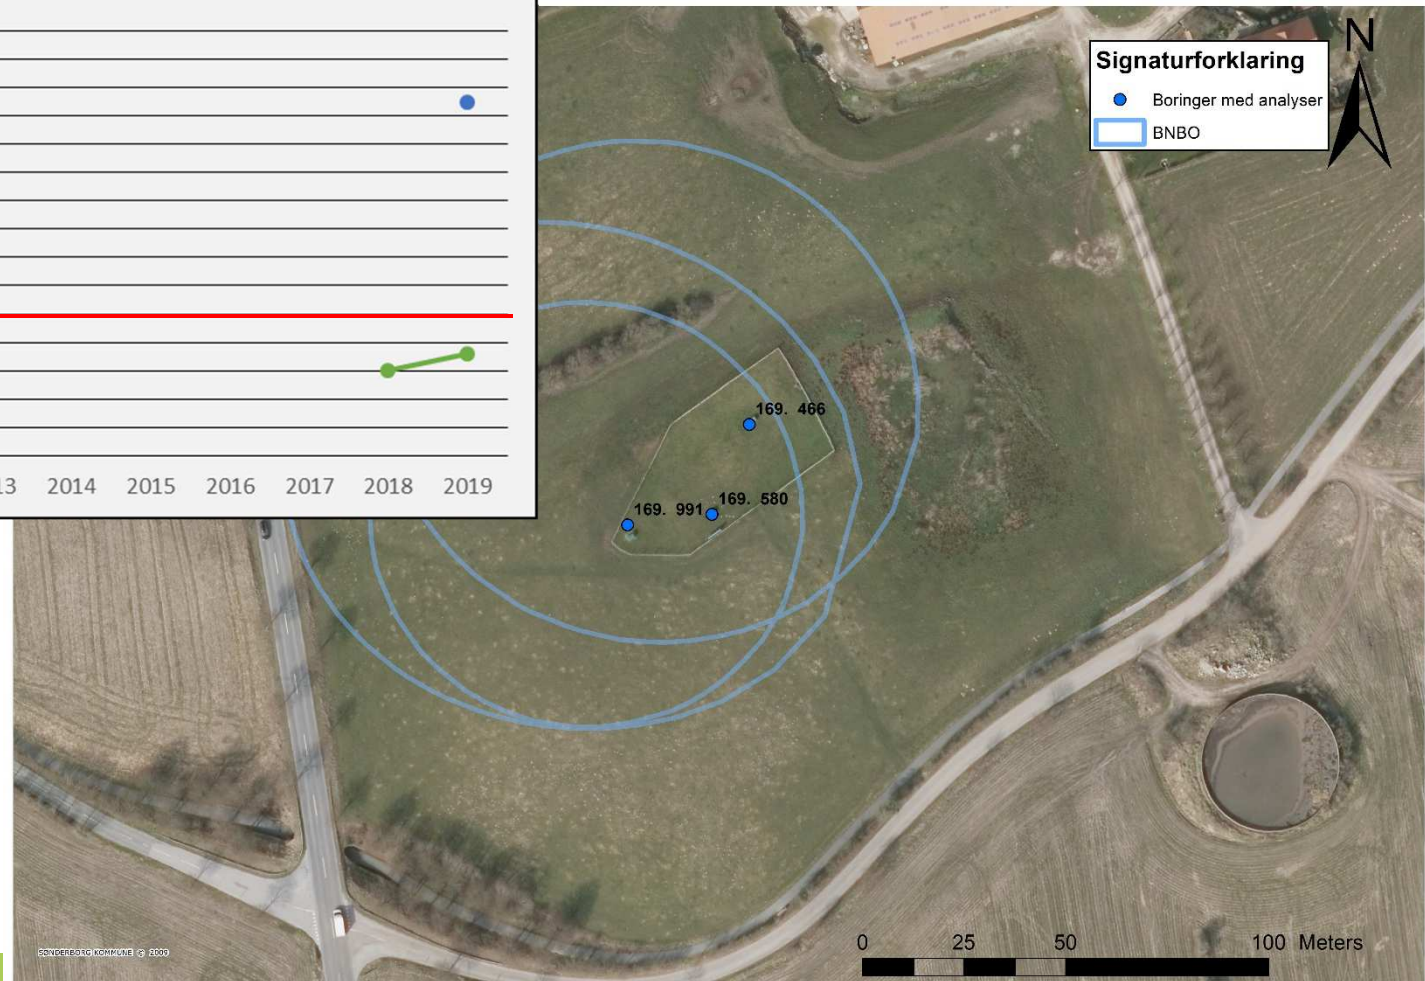 N
Signaturforklaring
Boringer med analyser
BNBO
169. 466
169. 580
169. 991
13 2014 2015 2016 2017 2018 2019
SØNDERBORG KOMMUNE © 2009
0 25 50 100 Meters